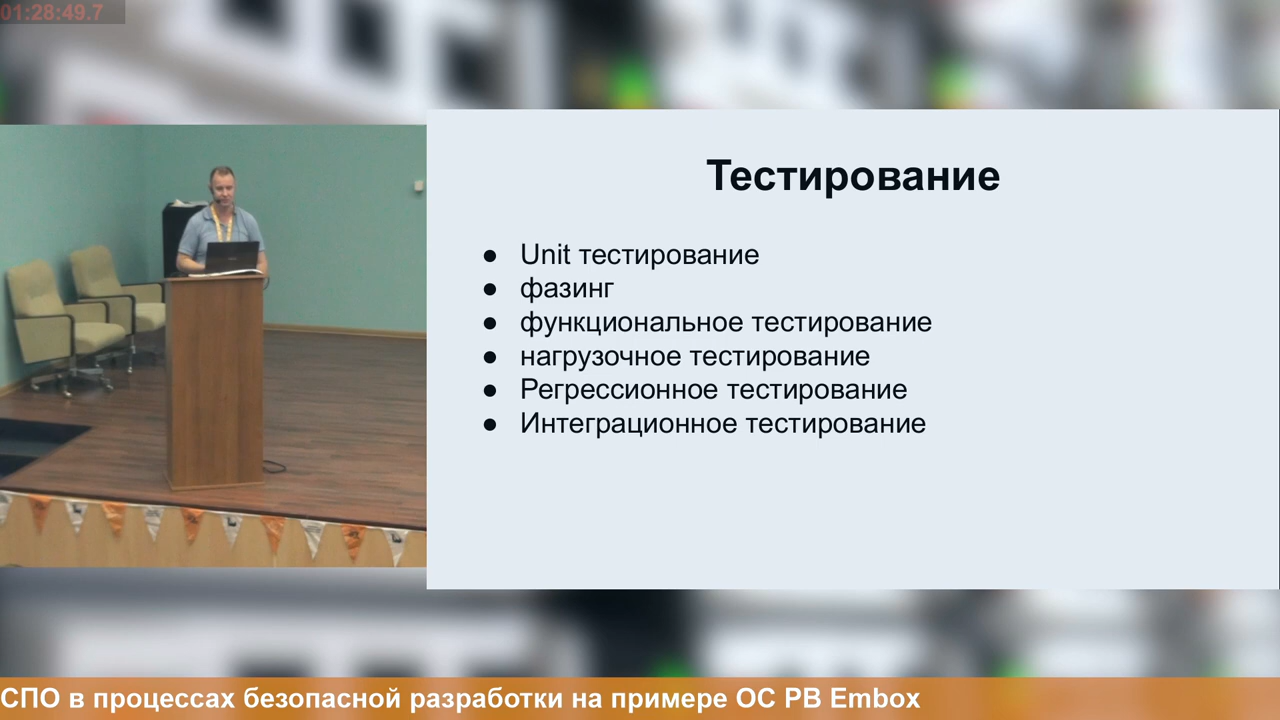 01:28:49.7
Тестирование
● Unit тестирование
● фазинг
● функциональное тестирование
● нагрузочное тестирование
● Регрессионное тестирование
● Интеграционное тестирование
СПО в процессах безопасной разработки на примере ОС РВ Embox